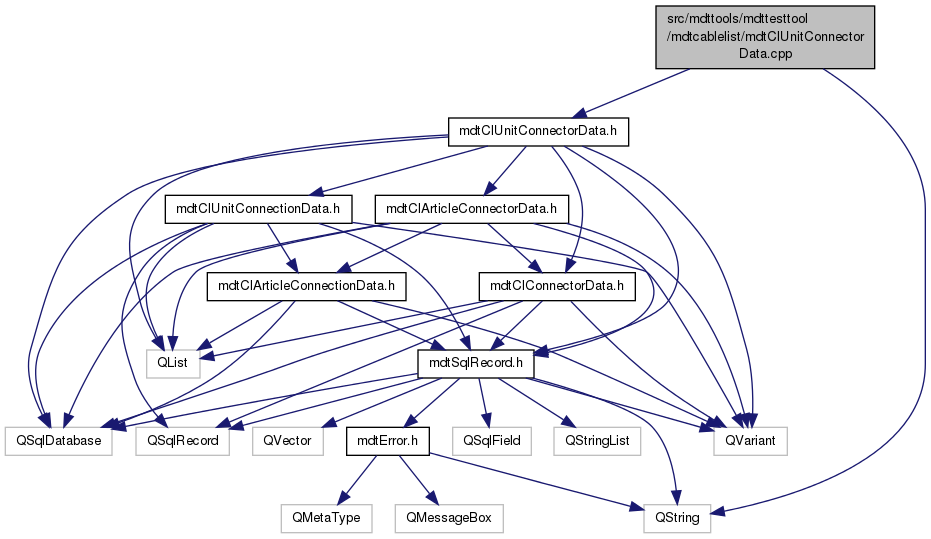 src/mdttools/mdttesttool
/mdtcablelist/mdtClUnitConnector
Data.cpp
mdtClUnitConnectorData.h
mdtClUnitConnectionData.h
mdtClArticleConnectorData.h
mdtClArticleConnectionData.h
mdtClConnectorData.h
QList
mdtSqlRecord.h
QSqlDatabase
QSqlRecord
QVector
mdtError.h
QSqlField
QStringList
QVariant
QMetaType
QMessageBox
QString